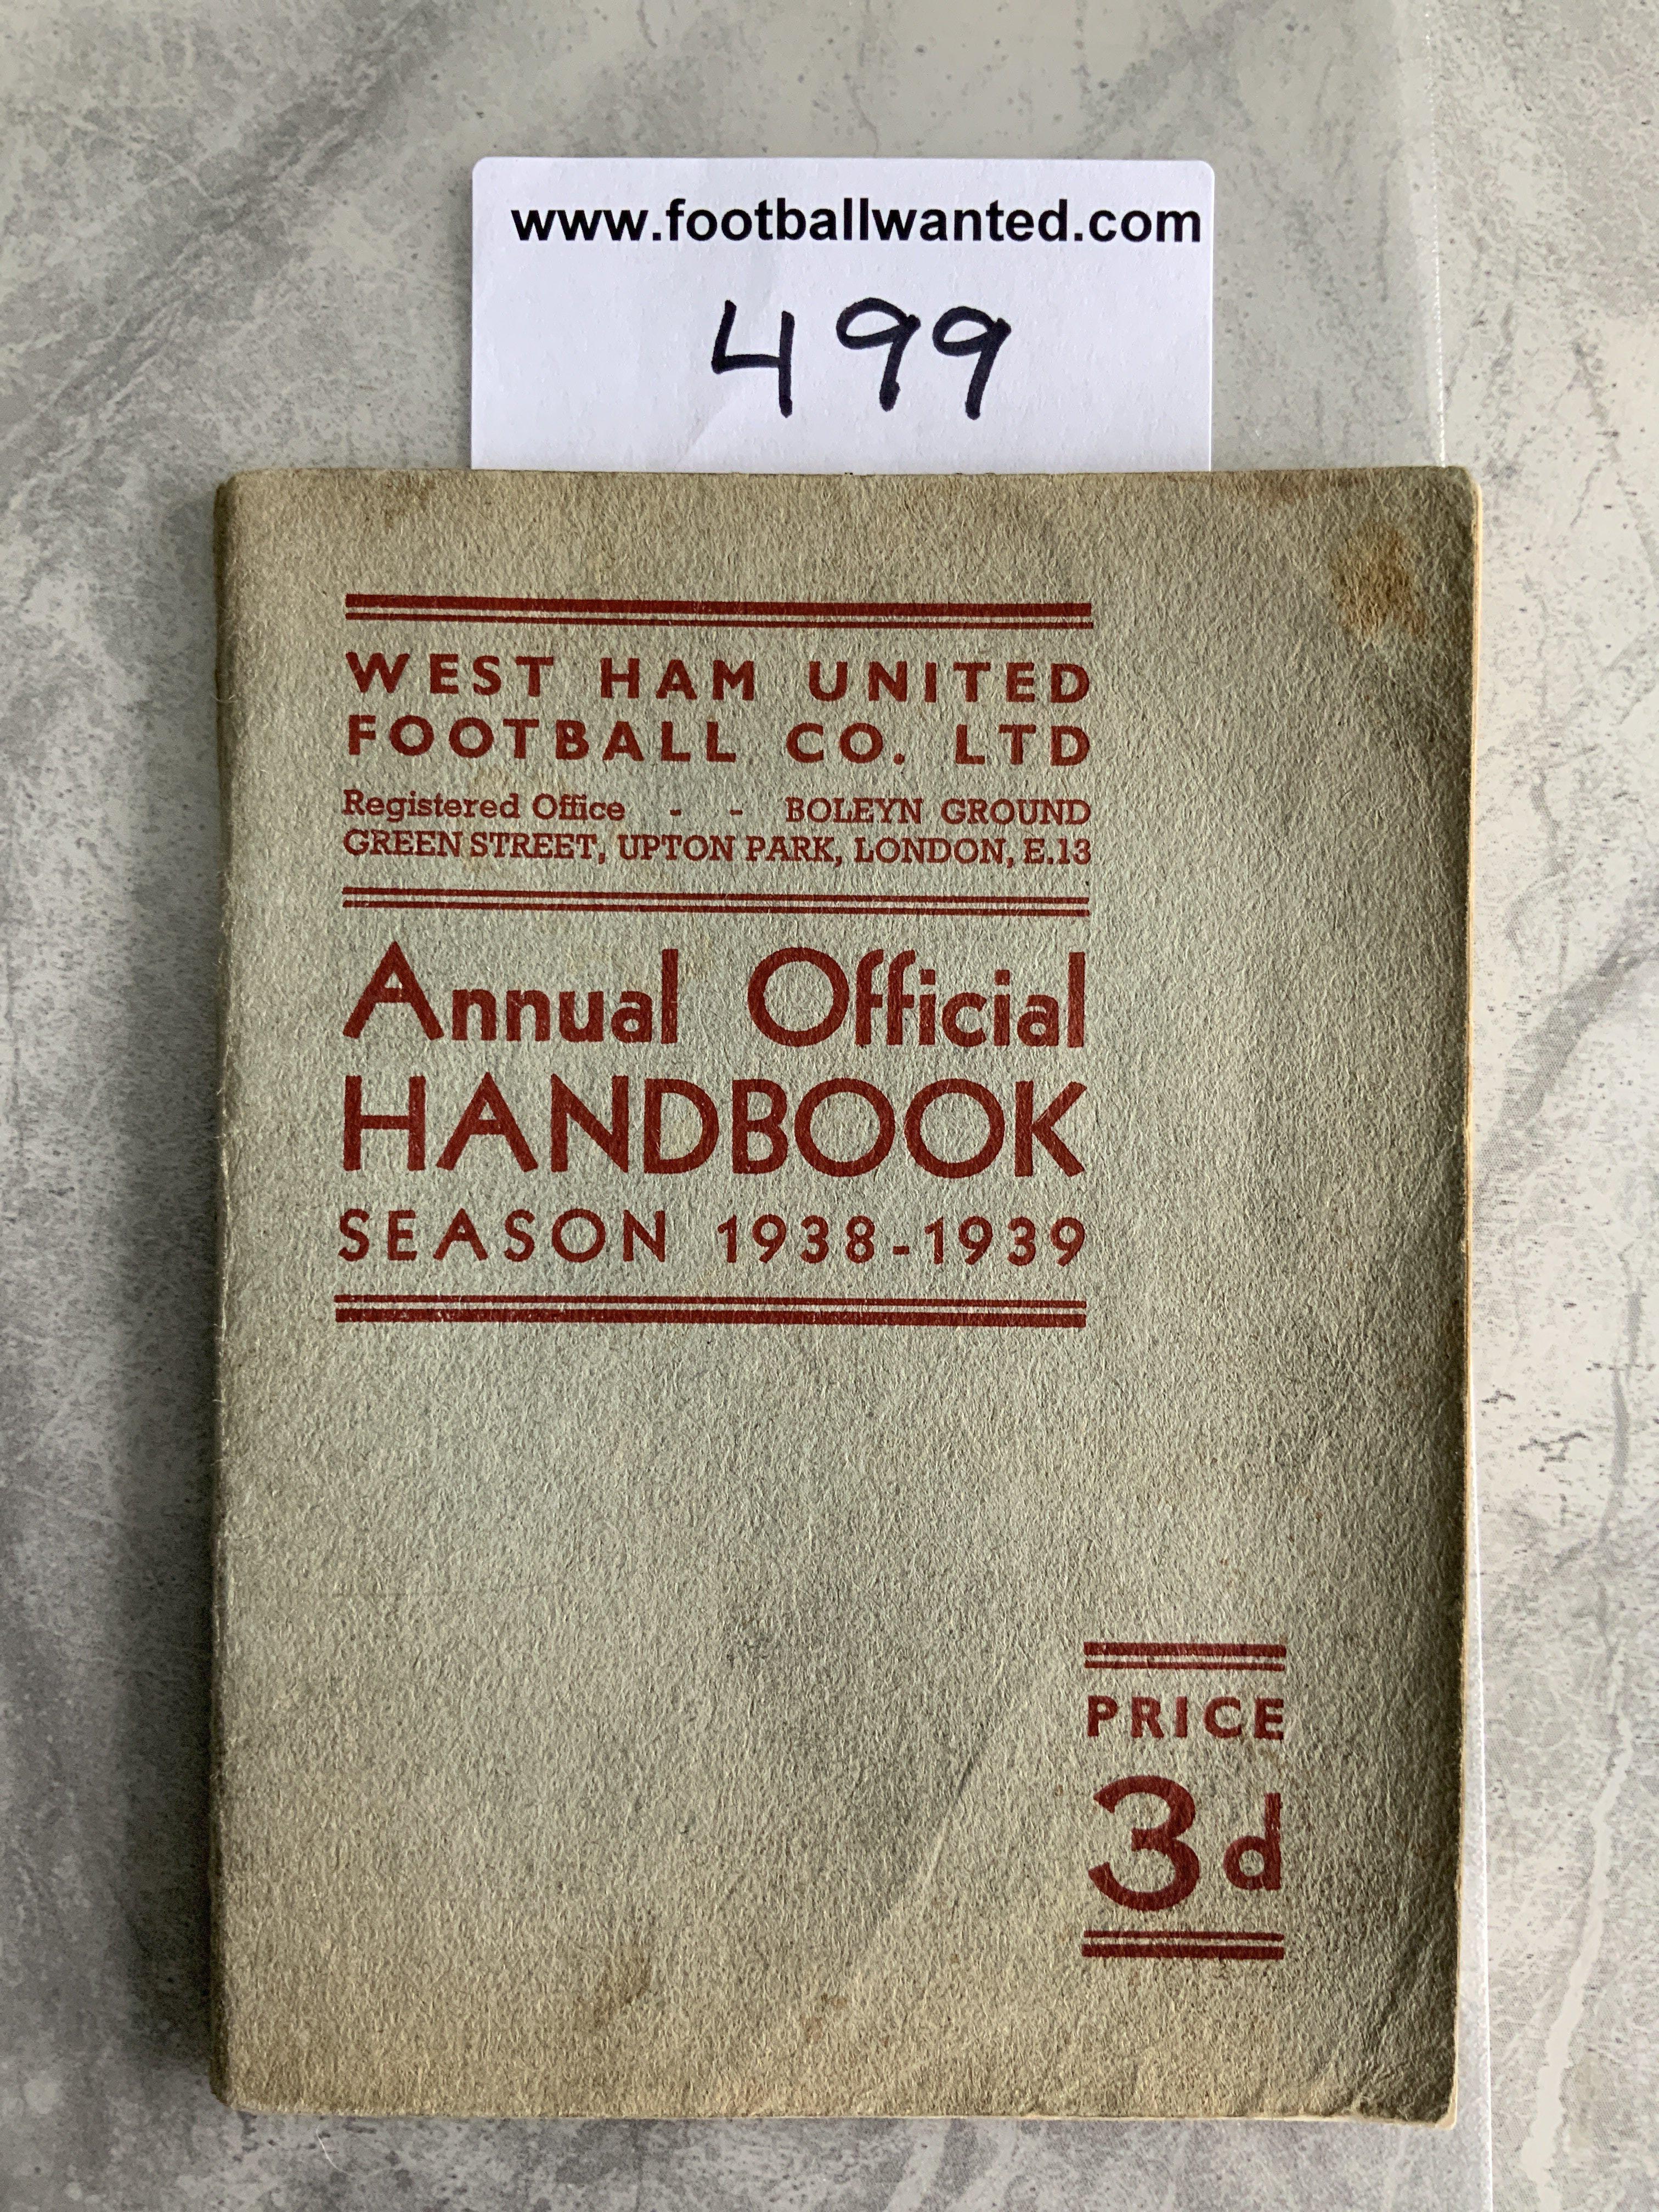 www.footballwanted.com
499
WEST HAM UNITED
FOOTBALL CO. LTD
Registered Office - - BOLEYN GROUND
GREEN STREET, UPTON PARK, LONDON, E.13
Annual Official
HANDBOOK
SEASON 1938-1939
PRICE
3d